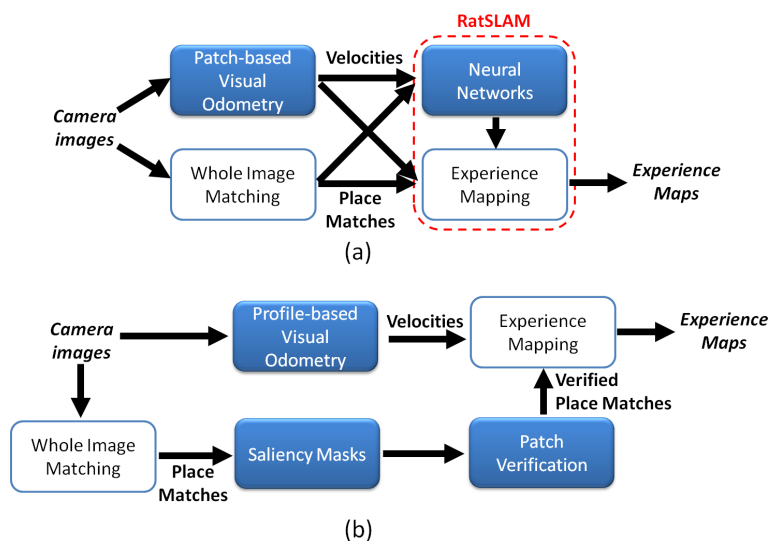 RatSLAM
Patch-based
Visual
Odometry
Velocities
Neural
Networks
Camera
images
Whole Image
Matching
Place
Matches
Experience
Mapping
Experience
Maps
(a)
Camera
images
Profile-based
Visual
Odometry
Velocities
Experience
Mapping
Experience
Maps
Verified
Place Matches
Whole Image
Matching
Place
Matches
Saliency Masks
Patch
Verification
(b)